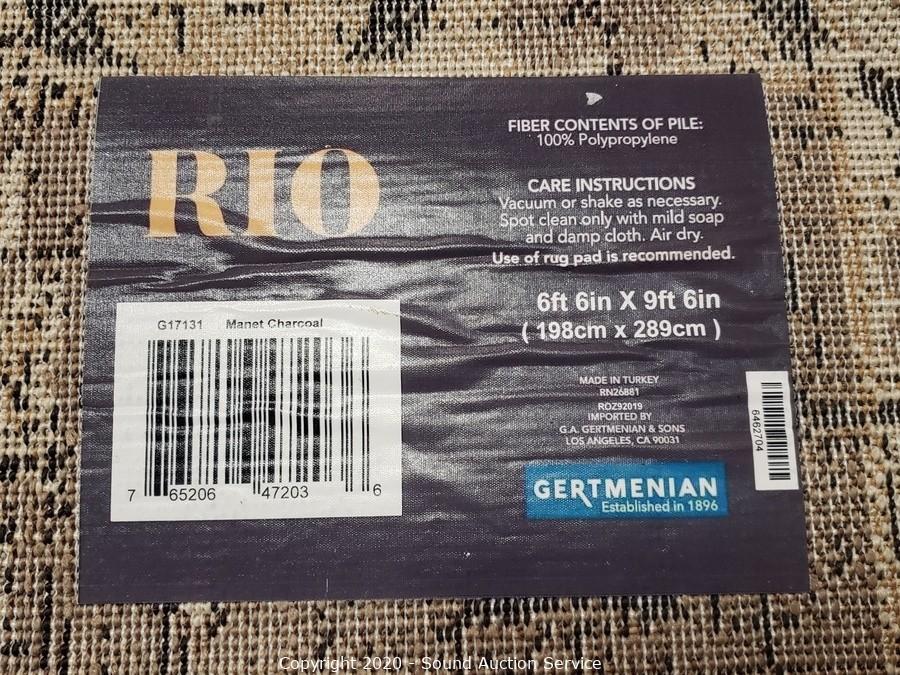 RIO
FIBER CONTENTS OF PILE:
100% Polypropylene
CARE INSTRUCTIONS
Vacuum or shake as necessary.
Spot clean only with mild soap
and damp cloth. Air dry.
Use of rug pad is recommended.
6ft 6in X 9ft 6in
( 198cm x 289cm )
G17131 Manet Charcoal
7 65206 47203 6
MADE IN TURKEY
RN26881
ROZ92019
IMPORTED BY
G.A. GERTMENIAN & SONS
LOS ANGELES, CA 90031
6462704
GERTMENIAN
Established in 1896
Copyright 2020 - Sound Auction Service